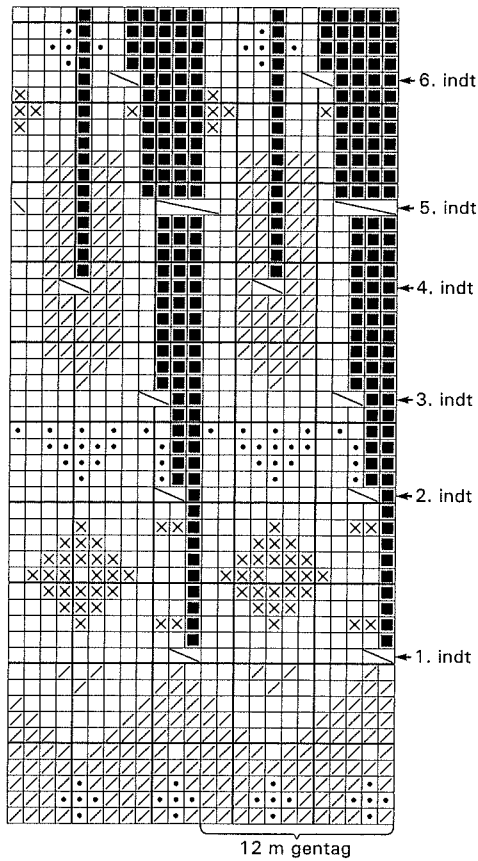 6. indt
5. indt
4. indt
3. indt
2. indt
1. indt
12 m gentag